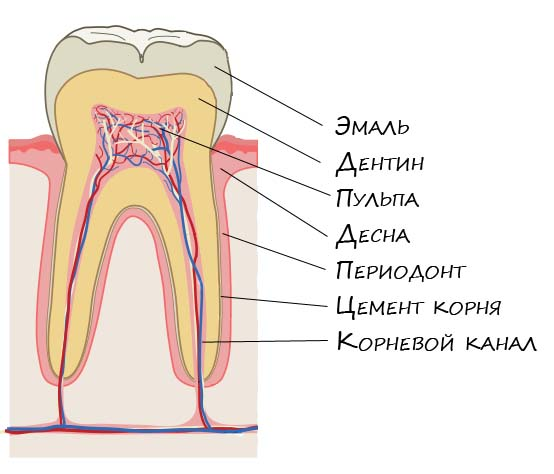 Эмаль
Дентин
Пульпа
Десна
Периодонт
Цемент корня
Корневой канал